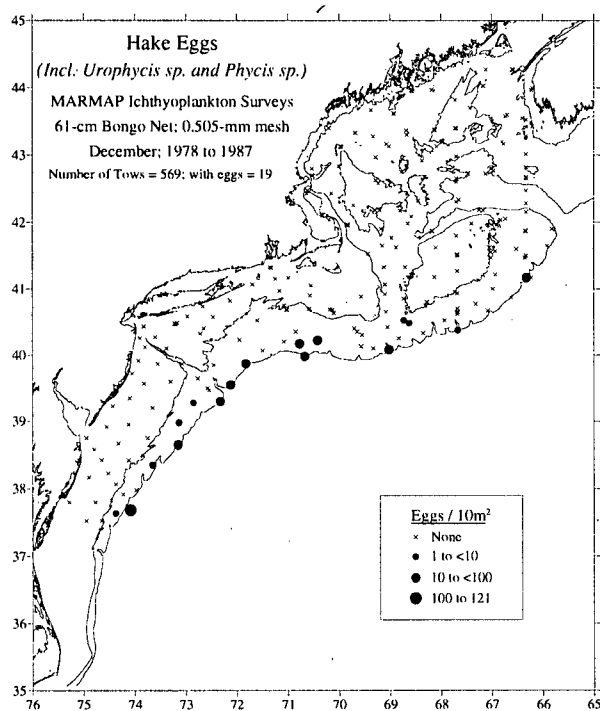 Hake Eggs
(Incl: Urophycis sp. and Phycis sp.)
MARMAP Ichthyoplankton Surveys
61-cm Bongo Net; 0.505-mm mesh
December; 1978 to 1987
Number of Tows = 569; with eggs = 19
45
44
43
42
41
40
39
38
37
36
35
Eggs / 10m²
× None
1 to <10
10 to <100
100 to 121
76 75 74 73 72 71 70 69 68 67 66 65